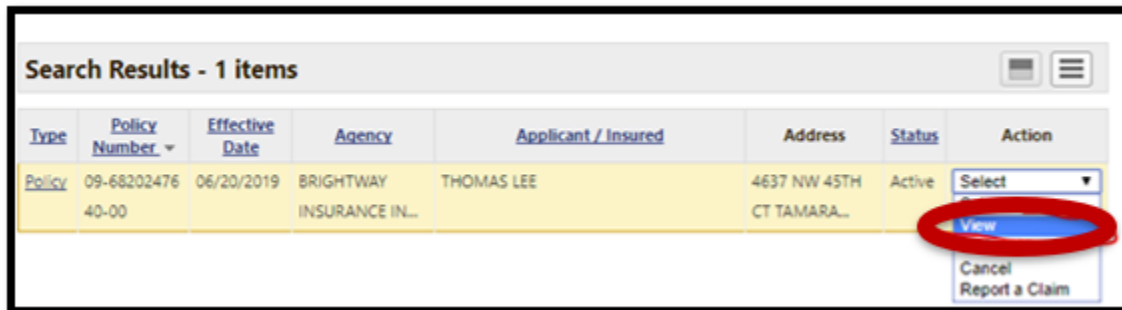 Search Results - 1 items
Type Policy Number Effective Date Agency Applicant / Insured Address Status Action
Policy 09-68202476 06/20/2019 BRIGHTWAY THOMAS LEE 4637 NW 45TH Active Select
40-00 INSURANCE IN... CT TAMARA...
View
Cancel
Report a Claim